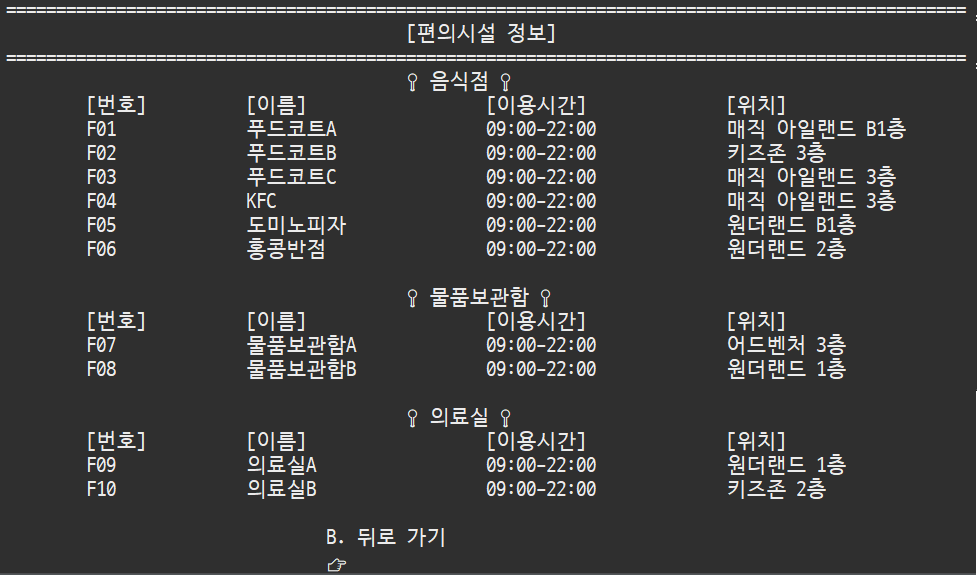 ================================================================================================
[편의시설 정보]
================================================================================================
음식점
[번호] [이름] [이용시간] [위치]
F01 푸드코트A 09:00-22:00 매직 아일랜드 B1층
F02 푸드코트B 09:00-22:00 키즈존 3층
F03 푸드코트C 09:00-22:00 매직 아일랜드 3층
F04 KFC 09:00-22:00 매직 아일랜드 3층
F05 도미노피자 09:00-22:00 원더랜드 B1층
F06 홍콩반점 09:00-22:00 원더랜드 2층
물품보관함
[번호] [이름] [이용시간] [위치]
F07 물품보관함A 09:00-22:00 어드벤처 3층
F08 물품보관함B 09:00-22:00 원더랜드 1층
의료실
[번호] [이름] [이용시간] [위치]
F09 의료실A 09:00-22:00 원더랜드 1층
F10 의료실B 09:00-22:00 키즈존 2층
B. 뒤로 가기
☞